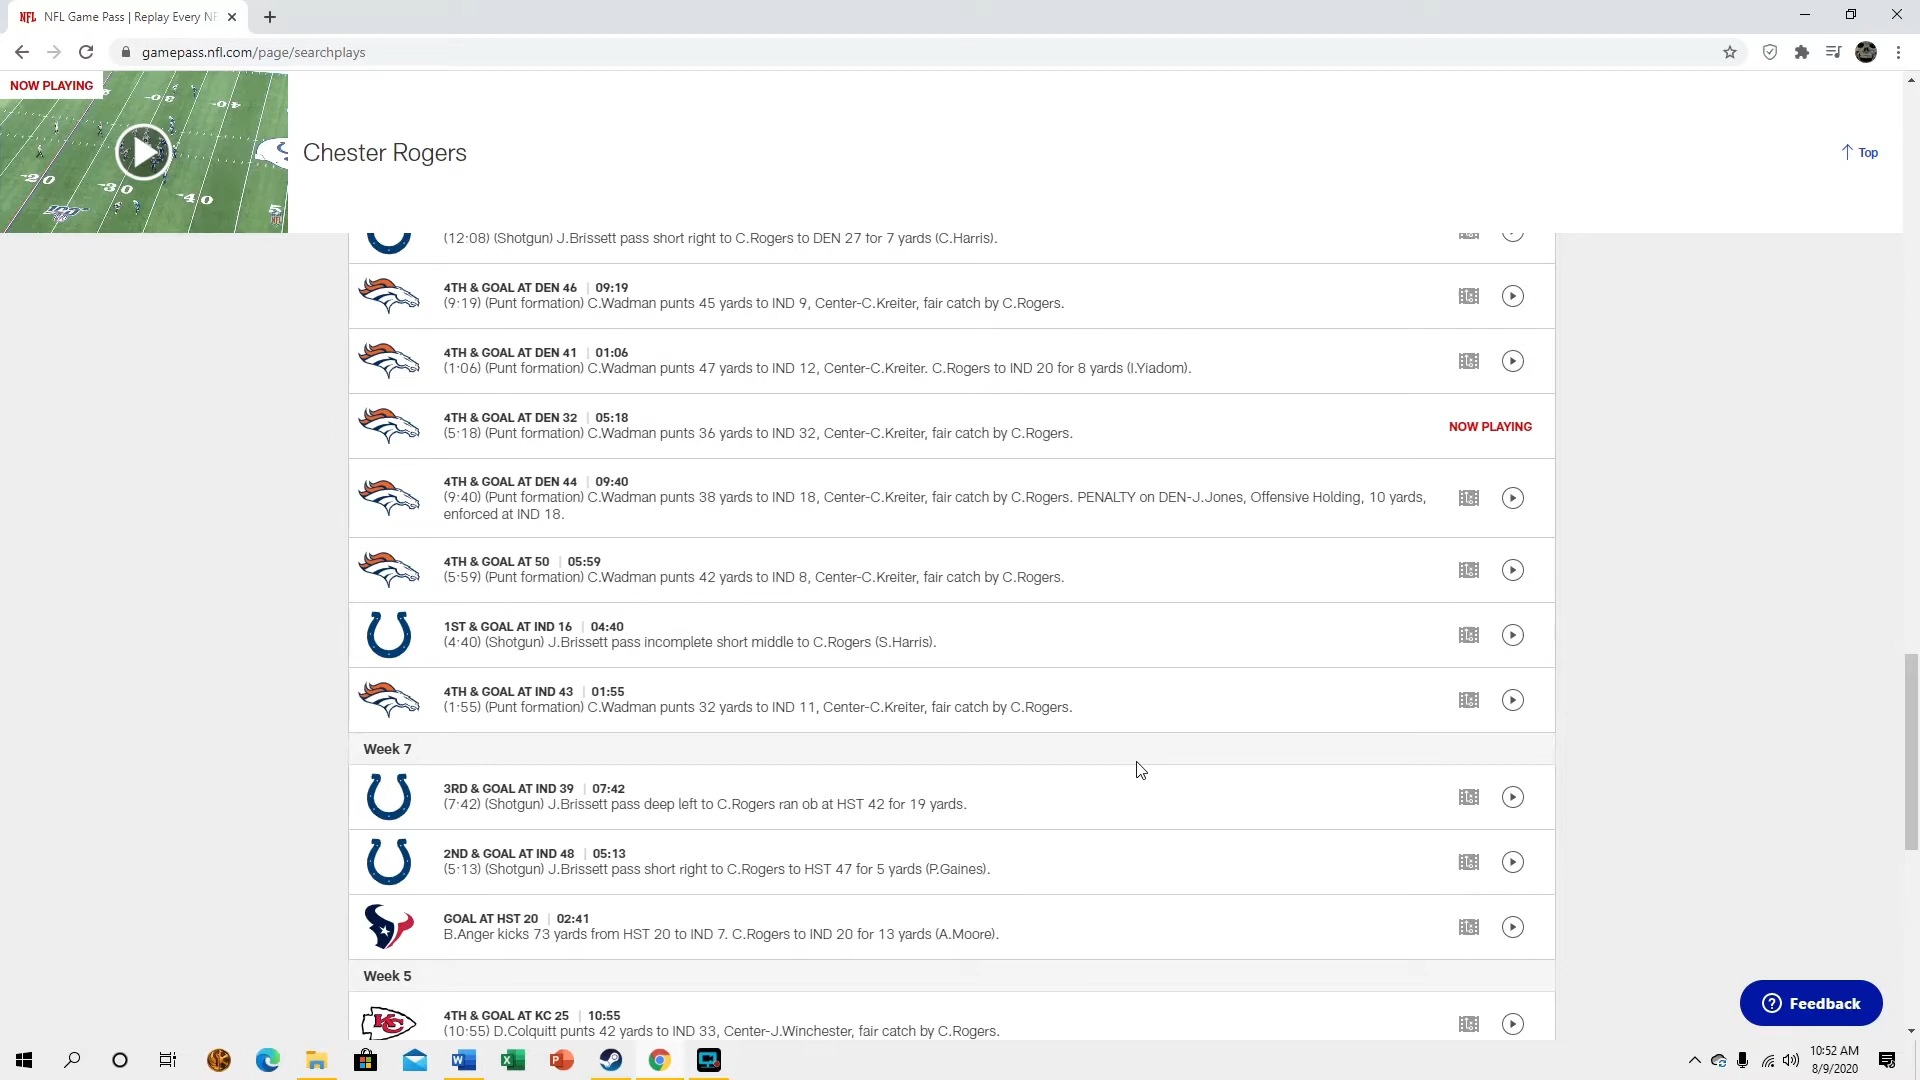 NFL Game Pass | Replay Every NF
gamepass.nfl.com/page/searchplays
NOW PLAYING
Chester Rogers
Top
(12:08) (Shotgun) J.Brissett pass short right to C.Rogers to DEN 27 for 7 yards (C.Harris).
4TH & GOAL AT DEN 46 | 09:19
(9:19) (Punt formation) C.Wadman punts 45 yards to IND 9, Center-C.Kreiter, fair catch by C.Rogers.
4TH & GOAL AT DEN 41 | 01:06
(1:06) (Punt formation) C.Wadman punts 47 yards to IND 12, Center-C.Kreiter. C.Rogers to IND 20 for 8 yards (I.Yiadom).
4TH & GOAL AT DEN 32 | 05:18
(5:18) (Punt formation) C.Wadman punts 36 yards to IND 32, Center-C.Kreiter, fair catch by C.Rogers.
NOW PLAYING
4TH & GOAL AT DEN 44 | 09:40
(9:40) (Punt formation) C.Wadman punts 38 yards to IND 18, Center-C.Kreiter, fair catch by C.Rogers. PENALTY on DEN-J.Jones, Offensive Holding, 10 yards,
enforced at IND 18.
4TH & GOAL AT 50 | 05:59
(5:59) (Punt formation) C.Wadman punts 42 yards to IND 8, Center-C.Kreiter, fair catch by C.Rogers.
1ST & GOAL AT IND 16 | 04:40
(4:40) (Shotgun) J.Brissett pass incomplete short middle to C.Rogers (S.Harris).
4TH & GOAL AT IND 43 | 01:55
(1:55) (Punt formation) C.Wadman punts 32 yards to IND 11, Center-C.Kreiter, fair catch by C.Rogers.
Week 7
3RD & GOAL AT IND 39 | 07:42
(7:42) (Shotgun) J.Brissett pass deep left to C.Rogers ran ob at HST 42 for 19 yards.
2ND & GOAL AT IND 48 | 05:13
(5:13) (Shotgun) J.Brissett pass short right to C.Rogers to HST 47 for 5 yards (P.Gaines).
GOAL AT HST 20 | 02:41
B.Anger kicks 73 yards from HST 20 to IND 7. C.Rogers to IND 20 for 13 yards (A.Moore).
Week 5
4TH & GOAL AT KC 25 | 10:55
(10:55) D.Colquitt punts 42 yards to IND 33, Center-J.Winchester, fair catch by C.Rogers.
Feedback
10:52 AM
8/9/2020